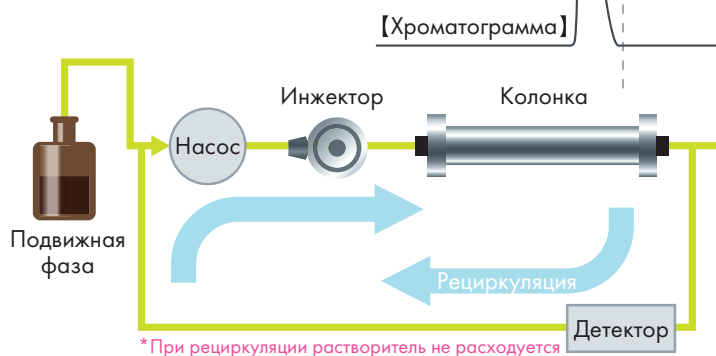 【Хроматограмма】
Инжектор
Колонка
Насос
Подвижная
фаза
Рециркуляция
Детектор
*При рециркуляции растворитель не расходуется